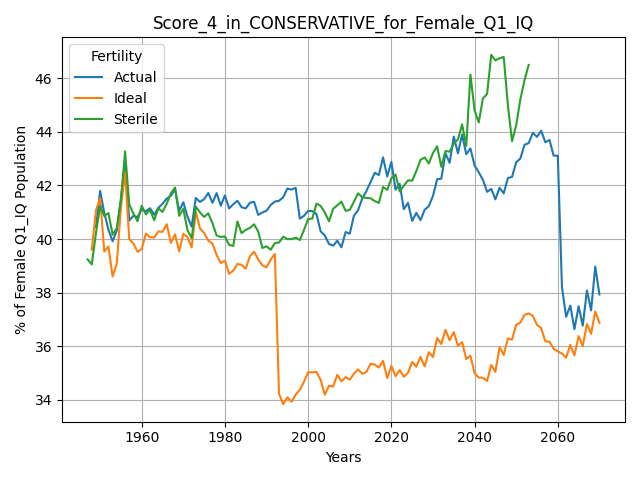 Score_4_in_CONSERVATIVE_for_Female_Q1_IQ
Fertility
Actual
Ideal
Sterile
% of Female Q1_IQ Population
46
44
42
40
38
36
34
1960
1980
2000
2020
2040
2060
Years